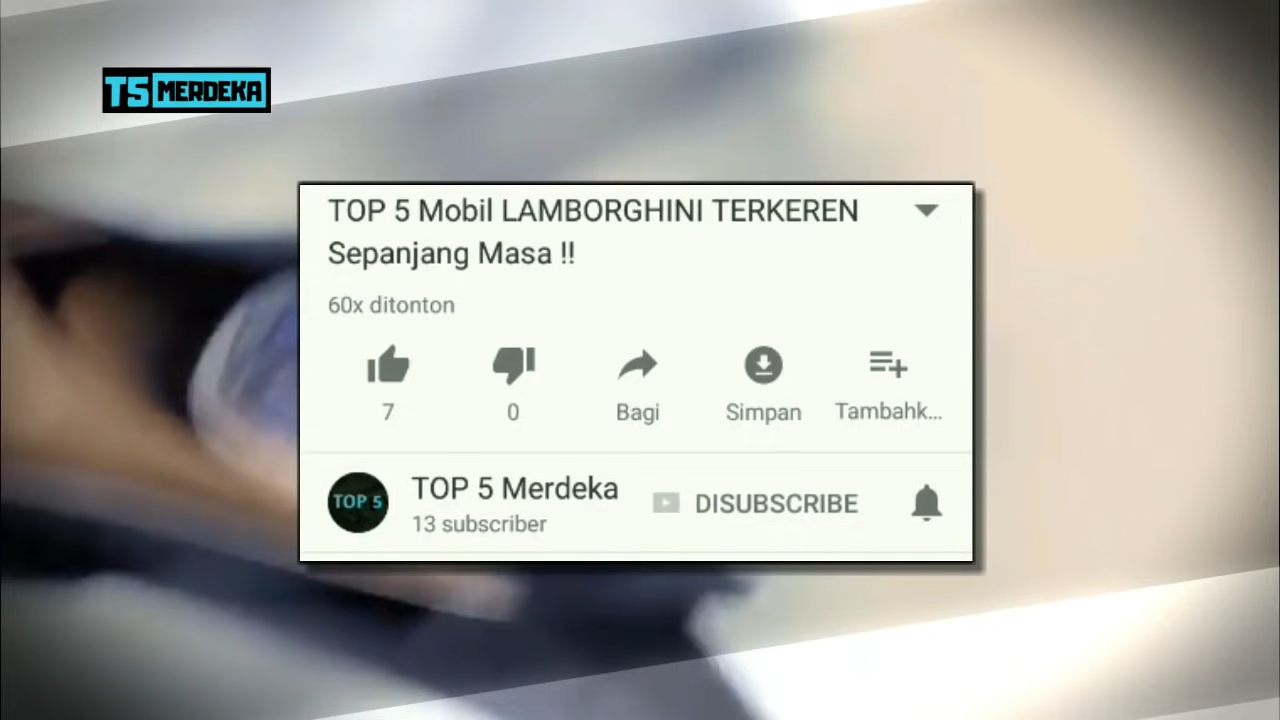 T5 MERDEKA
TOP 5 Mobil LAMBORGHINI TERKEREN
Sepanjang Masa !!
60x ditonton
7
0
Bagi
Simpan
Tambahk...
TOP 5
TOP 5 Merdeka
DISUBSCRIBE
13 subscriber